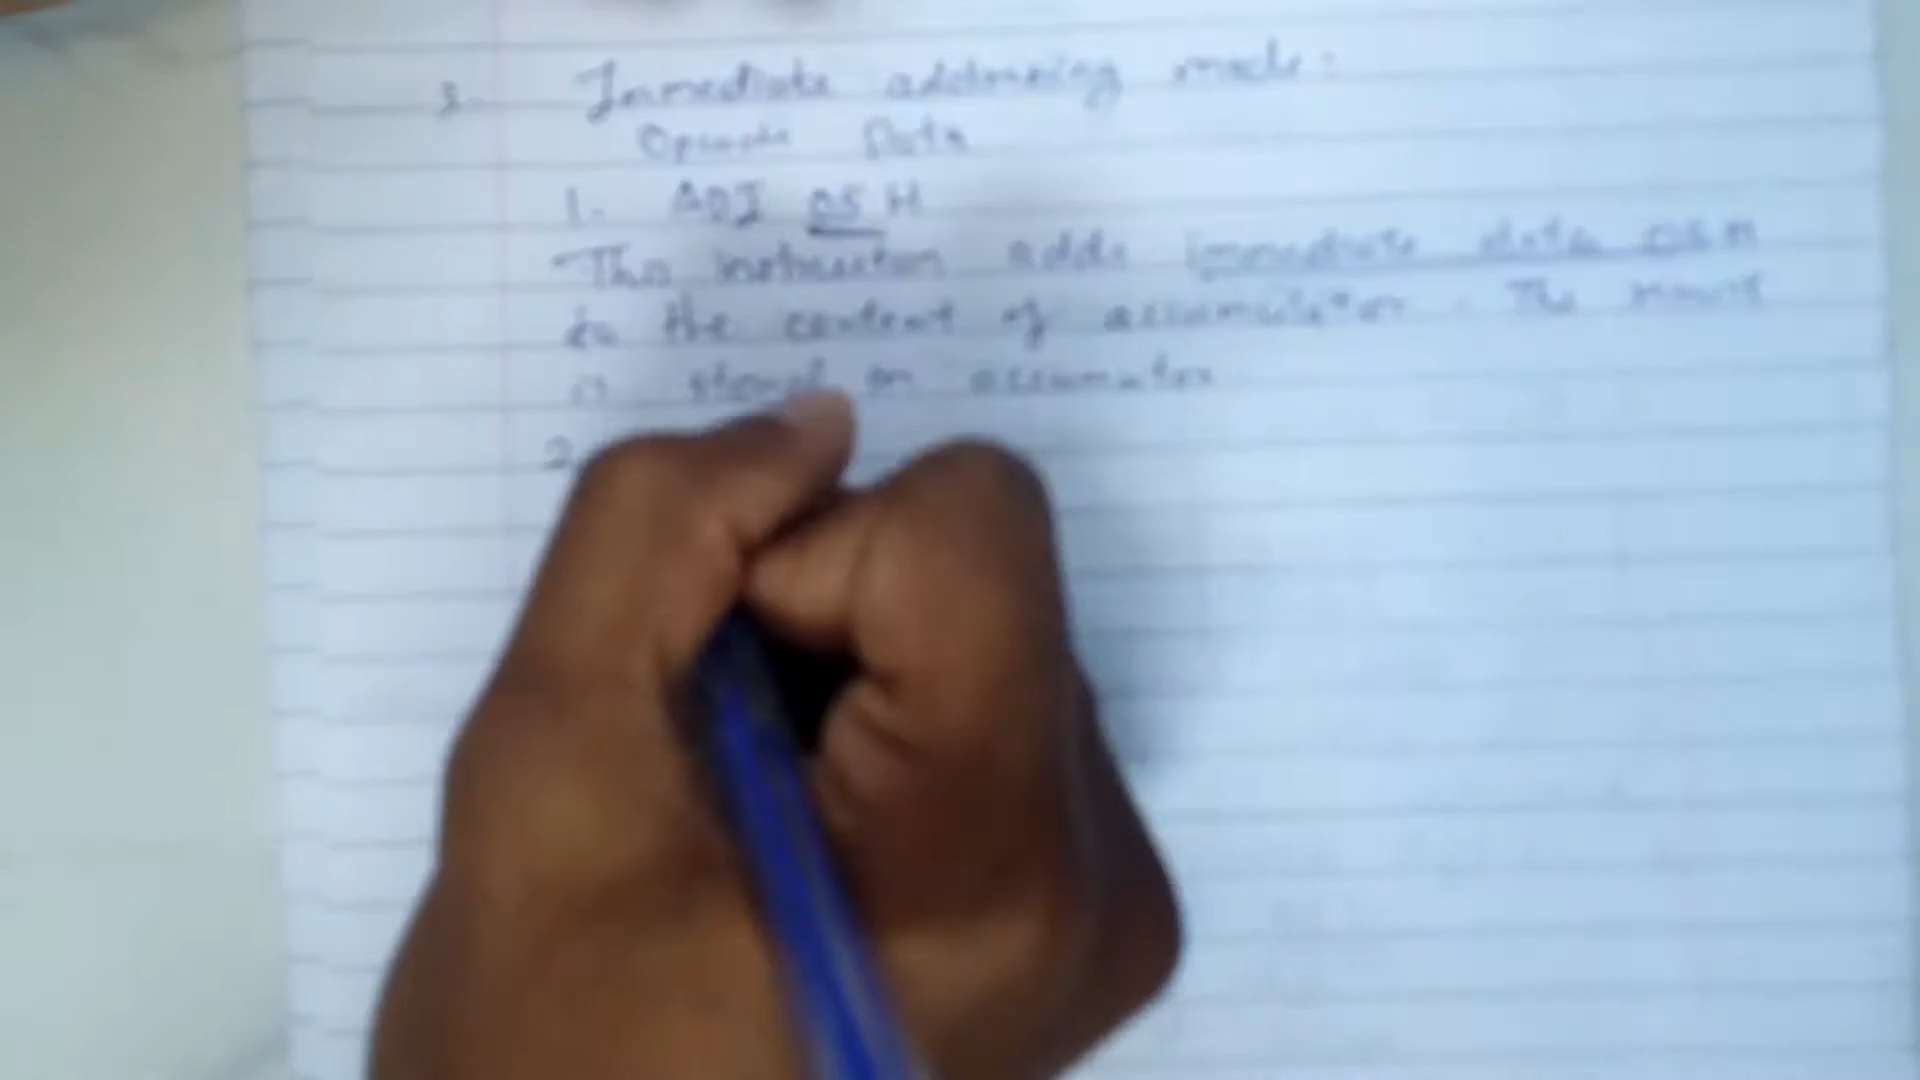 3. Immediate addressing mode:
Opcode Data
1. ADI 05 H
This instruction adds immediate data 05H
to the content of accumulator. The result
is stored in accumulator
2.